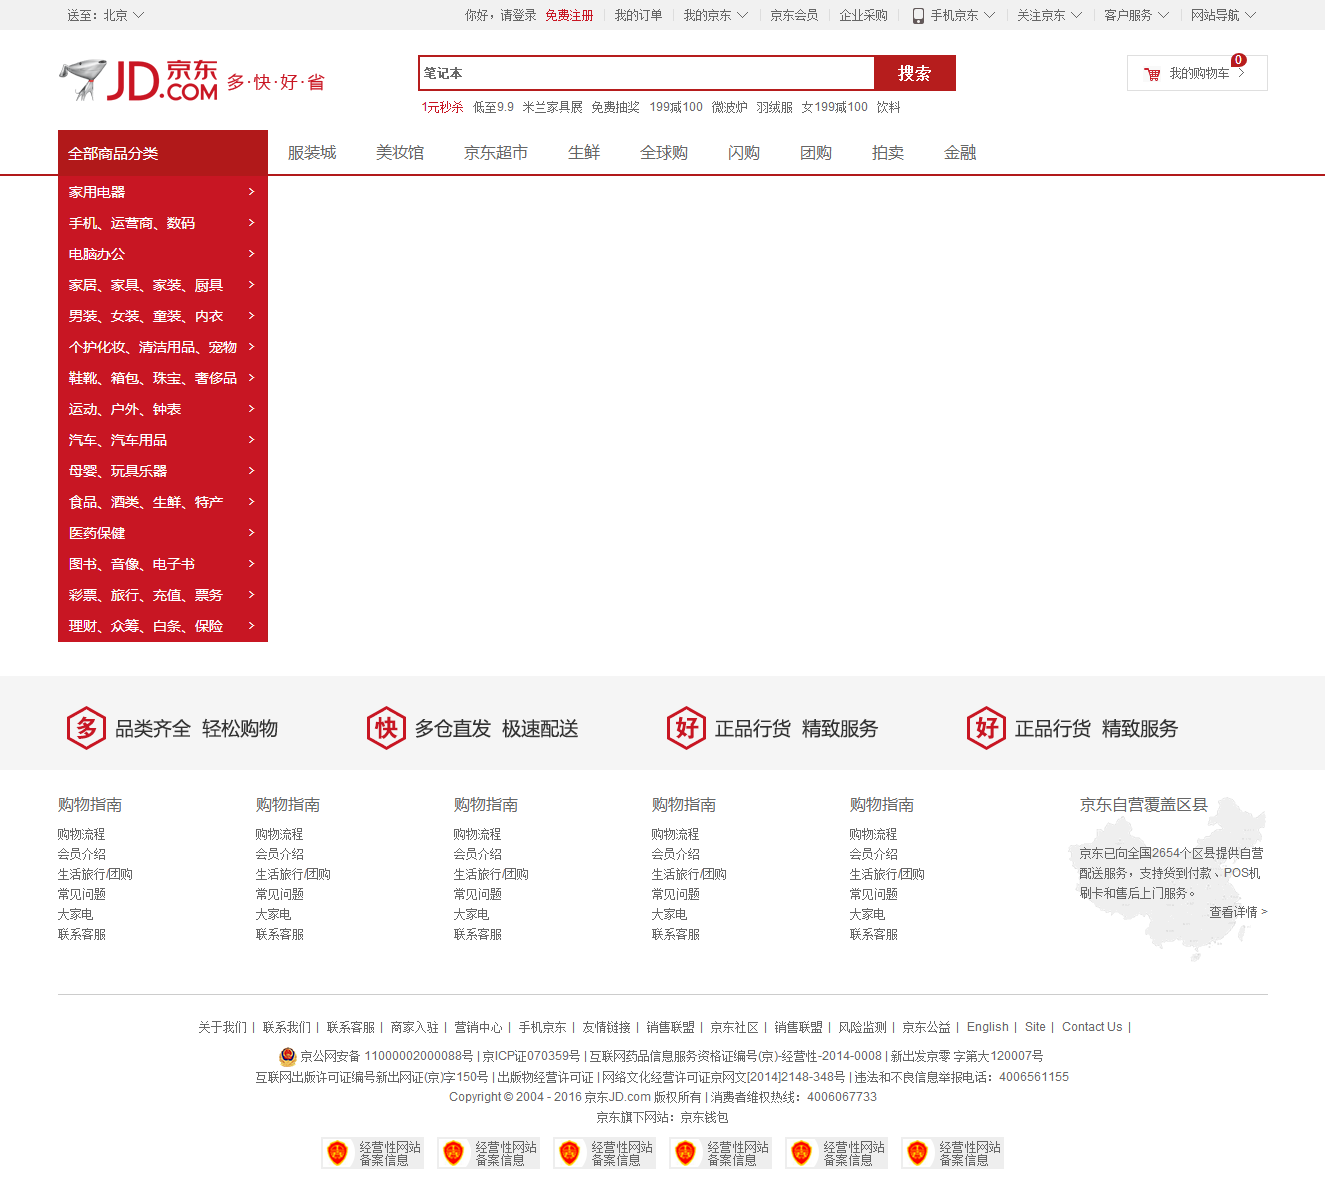 送至：北京
你好，请登录 免费注册 我的订单 我的京东 京东会员 企业采购 手机京东 关注京东 客户服务 网站导航
JD.COM 京东 多·快·好·省
笔记本 搜索
我的购物车 0
1元秒杀 低至9.9 米兰家具展 免费抽奖 199减100 微波炉 羽绒服 女199减100 饮料
全部商品分类 服装城 美妆馆 京东超市 生鲜 全球购 闪购 团购 拍卖 金融
家用电器 >
手机、运营商、数码 >
电脑办公 >
家居、家具、家装、厨具 >
男装、女装、童装、内衣 >
个护化妆、清洁用品、宠物 >
鞋靴、箱包、珠宝、奢侈品 >
运动、户外、钟表 >
汽车、汽车用品 >
母婴、玩具乐器 >
食品、酒类、生鲜、特产 >
医药保健 >
图书、音像、电子书 >
彩票、旅行、充值、票务 >
理财、众筹、白条、保险 >
多 品类齐全 轻松购物
快 多仓直发 极速配送
好 正品行货 精致服务
好 正品行货 精致服务
购物指南
购物流程
会员介绍
生活旅行/团购
常见问题
大家电
联系客服
购物指南
购物流程
会员介绍
生活旅行/团购
常见问题
大家电
联系客服
购物指南
购物流程
会员介绍
生活旅行/团购
常见问题
大家电
联系客服
购物指南
购物流程
会员介绍
生活旅行/团购
常见问题
大家电
联系客服
购物指南
购物流程
会员介绍
生活旅行/团购
常见问题
大家电
联系客服
京东自营覆盖区县
京东已向全国2654个区县提供自营
配送服务，支持货到付款、POS机
刷卡和售后上门服务。
查看详情 >
关于我们 | 联系我们 | 联系客服 | 商家入驻 | 营销中心 | 手机京东 | 友情链接 | 销售联盟 | 京东社区 | 销售联盟 | 风险监测 | 京东公益 | English | Site | Contact Us |
京公网安备 11000002000088号 | 京ICP证070359号 | 互联网药品信息服务资格证编号(京)-经营性-2014-0008 | 新出发京零 字第大120007号
互联网出版许可证编号新出网证(京)字150号 | 出版物经营许可证 | 网络文化经营许可证京网文[2014]2148-348号 | 违法和不良信息举报电话：4006561155
Copyright © 2004 - 2016 京东JD.com 版权所有 | 消费者维权热线：4006067733
京东旗下网站：京东钱包
经营性网站
备案信息
经营性网站
备案信息
经营性网站
备案信息
经营性网站
备案信息
经营性网站
备案信息
经营性网站
备案信息